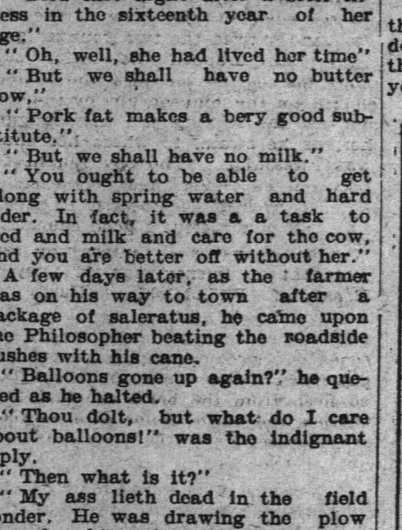 ess in the sixteenth year of her
ge."
"Oh, well, she had lived her time"
"But we shall have no butter
ow."
"Pork fat makes a bery good sub-
titute."
"But we shall have no milk."
"You ought to be able to get
long with spring water and hard
der. In fact, it was a a task to
ed and milk and care for the cow,
nd you are better off without her."
A few days later, as the farmer
as on his way to town after a
ackage of saleratus, he came upon
he Philosopher beating the roadside
ushes with his cane.
"Balloons gone up again?" he que-
ed as he halted.
"Thou dolt, but what do I care
bout balloons!" was the indignant
ply.
"Then what is it?"
"My ass lieth dead in the field
onder. He was drawing the plow